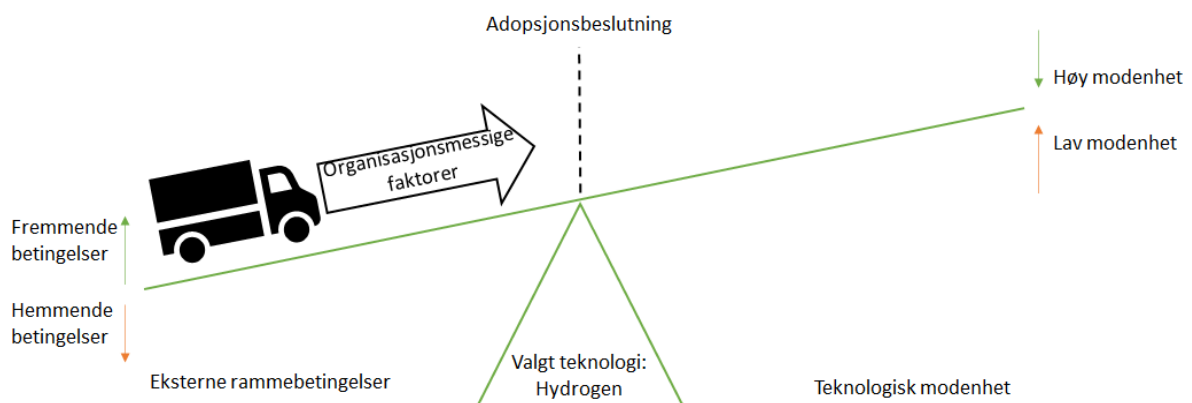 Adopsjonsbeslutning
Høy modenhet
Lav modenhet
Organisasjonsmessige
faktorer
Fremmende
betingelser
Hemmende
betingelser
Eksterne rammebetingelser
Valgt teknologi:
Hydrogen
Teknologisk modenhet